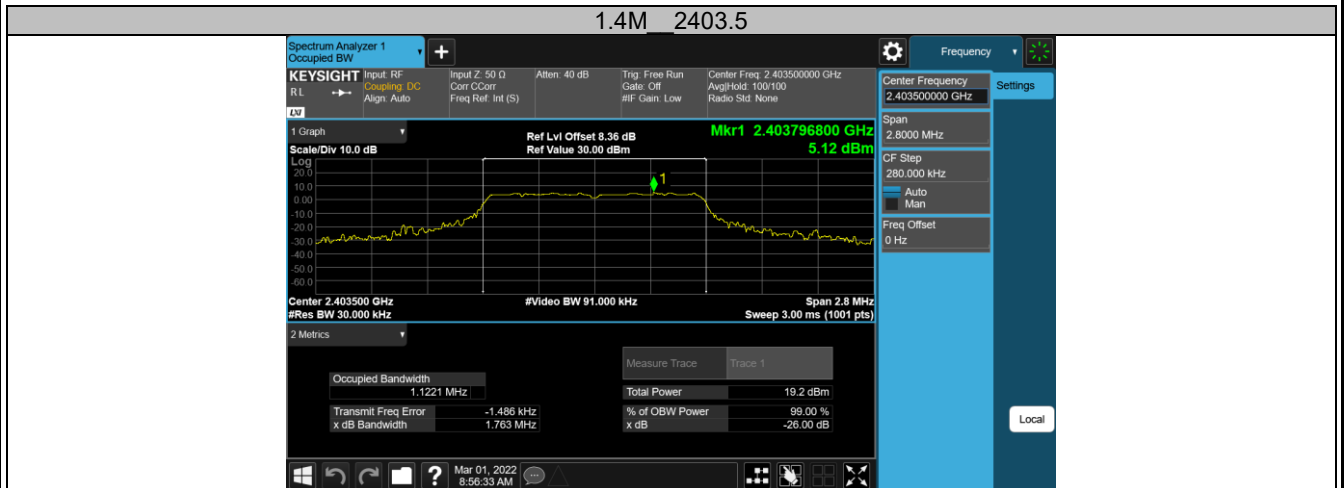 1.4M__2403.5
Spectrum Analyzer 1
Occupied BW
+
Frequency
KEYSIGHT
RL
LXI
Input: RF
Coupling: DC
Align: Auto
Input Z: 50 Ω
Corr CCorr
Freq Ref: Int (S)
Atten: 40 dB
Trig: Free Run
Gate: Off
#IF Gain: Low
Center Freq: 2.403500000 GHz
Avg|Hold: 100/100
Radio Std: None
Center Frequency
2.403500000 GHz
Settings
Span
2.8000 MHz
CF Step
280.000 kHz
Auto
Man
Freq Offset
0 Hz
1 Graph
Ref Lvl Offset 8.36 dB
Mkr1 2.403796800 GHz
Scale/Div 10.0 dB
Ref Value 30.00 dBm
5.12 dBm
Log
20.0
10.0
0.00
-10.0
-20.0
-30.0
-40.0
-50.0
-60.0
1
Center 2.403500 GHz
#Video BW 91.000 kHz
Span 2.8 MHz
#Res BW 30.000 kHz
Sweep 3.00 ms (1001 pts)
2 Metrics
Measure Trace
Trace 1
Occupied Bandwidth
1.1221 MHz
Total Power
19.2 dBm
Transmit Freq Error
-1.486 kHz
% of OBW Power
99.00 %
x dB Bandwidth
1.763 MHz
x dB
-26.00 dB
Local
?
Mar 01, 2022
8:56:33 AM